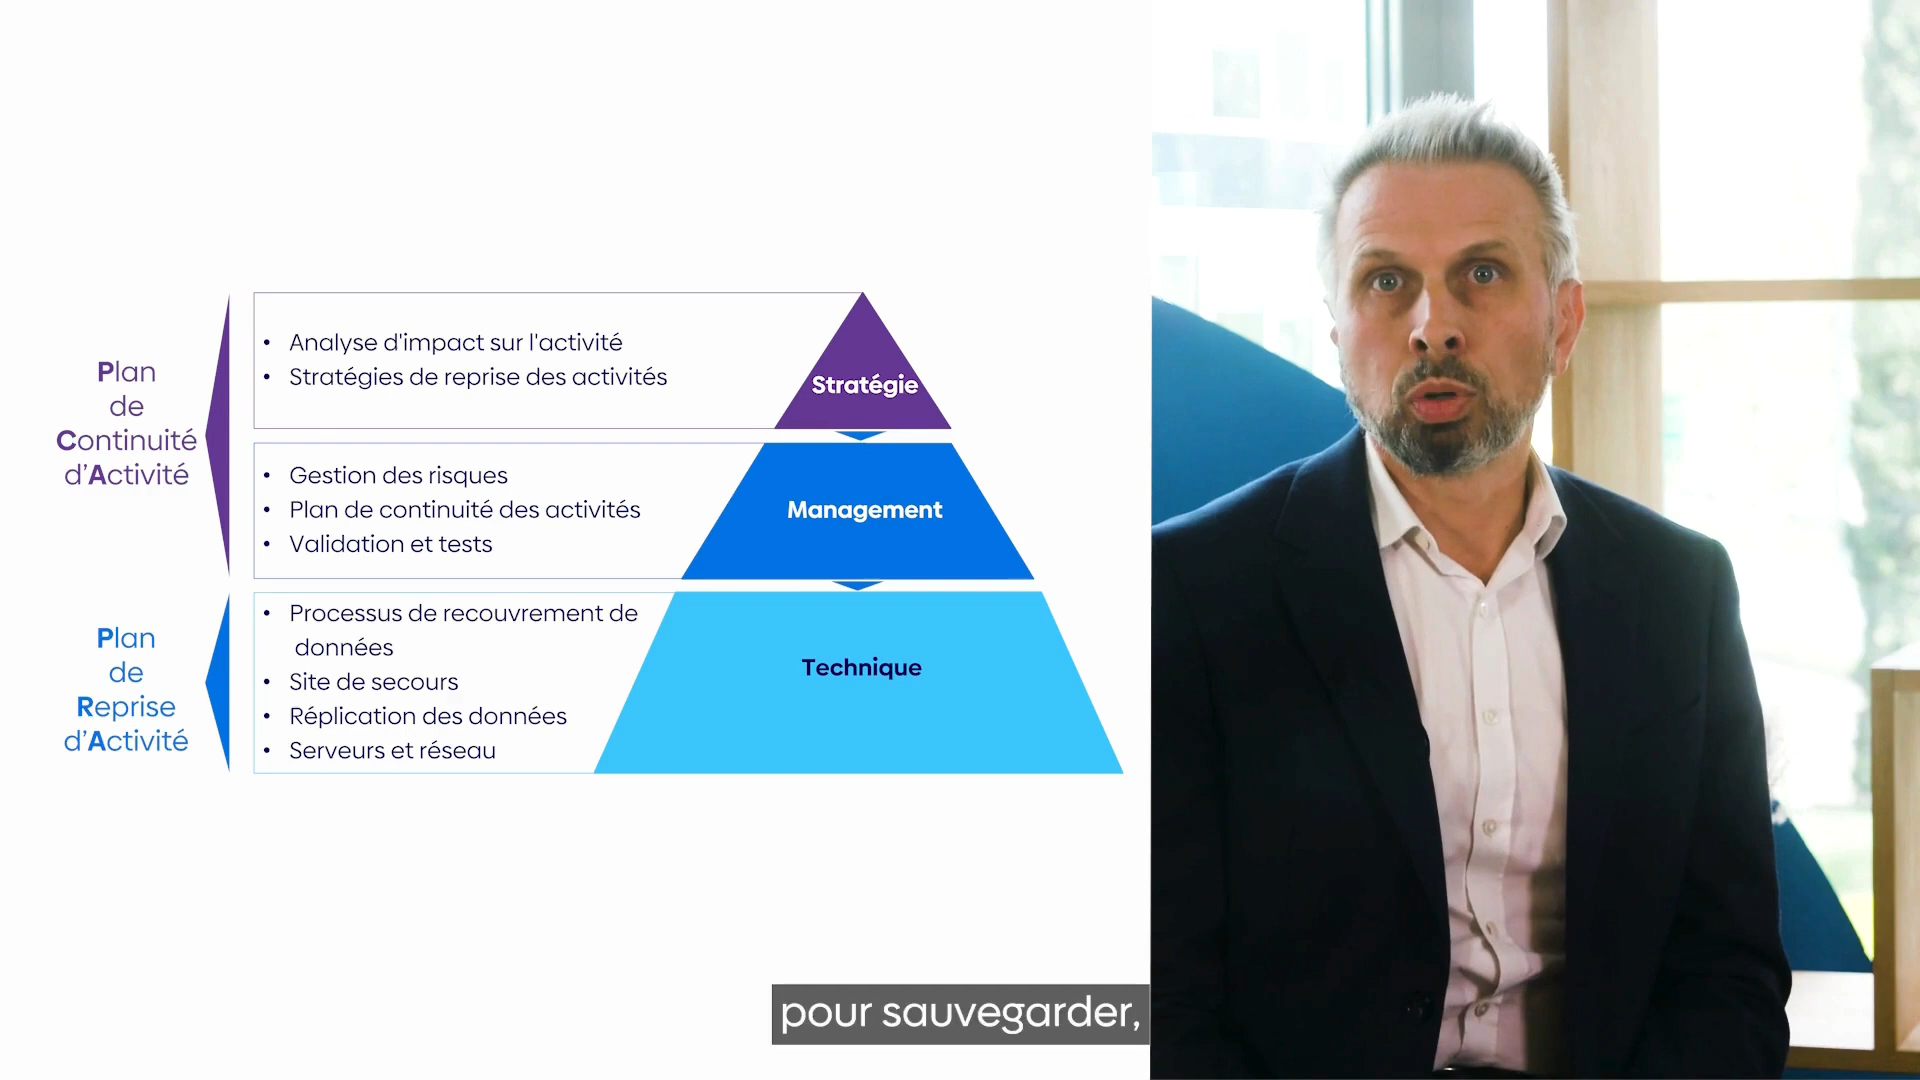 Plan
de
Continuité
d'Activité
• Analyse d'impact sur l'activité
• Stratégies de reprise des activités
Stratégie
• Gestion des risques
• Plan de continuité des activités
• Validation et tests
Management
Plan
de
Reprise
d'Activité
• Processus de recouvrement de
données
• Site de secours
• Réplication des données
• Serveurs et réseau
Technique
pour sauvegarder,